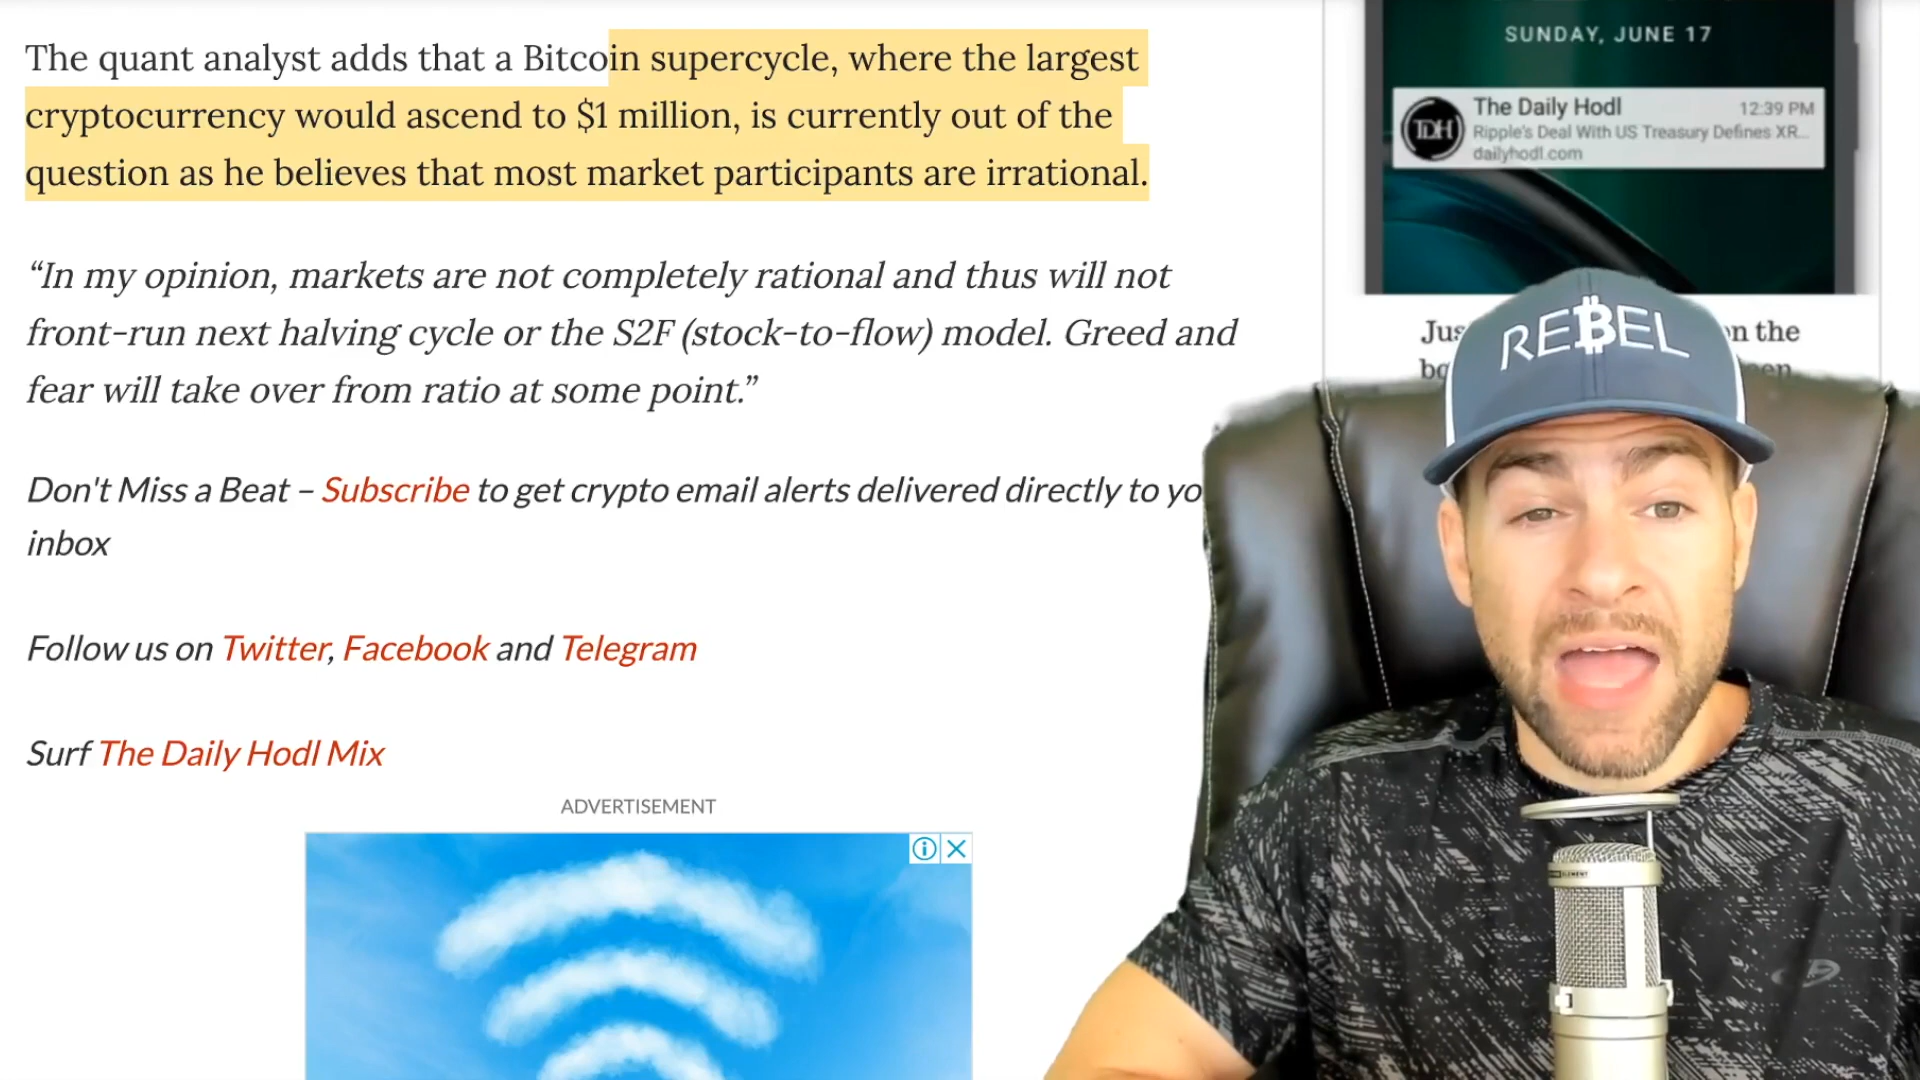 The quant analyst adds that a Bitcoin supercycle, where the largest
cryptocurrency would ascend to $1 million, is currently out of the
question as he believes that most market participants are irrational.
“In my opinion, markets are not completely rational and thus will not
front-run next halving cycle or the S2F (stock-to-flow) model. Greed and
fear will take over from ratio at some point.”
Don't Miss a Beat – Subscribe to get crypto email alerts delivered directly to yo
inbox
Follow us on Twitter, Facebook and Telegram
Surf The Daily Hodl Mix
ADVERTISEMENT
SUNDAY, JUNE 17
TDH
The Daily Hodl 12:39 PM
Ripple's Deal With US Treasury Defines XR...
dailyhodl.com
Jus n the
REBEL